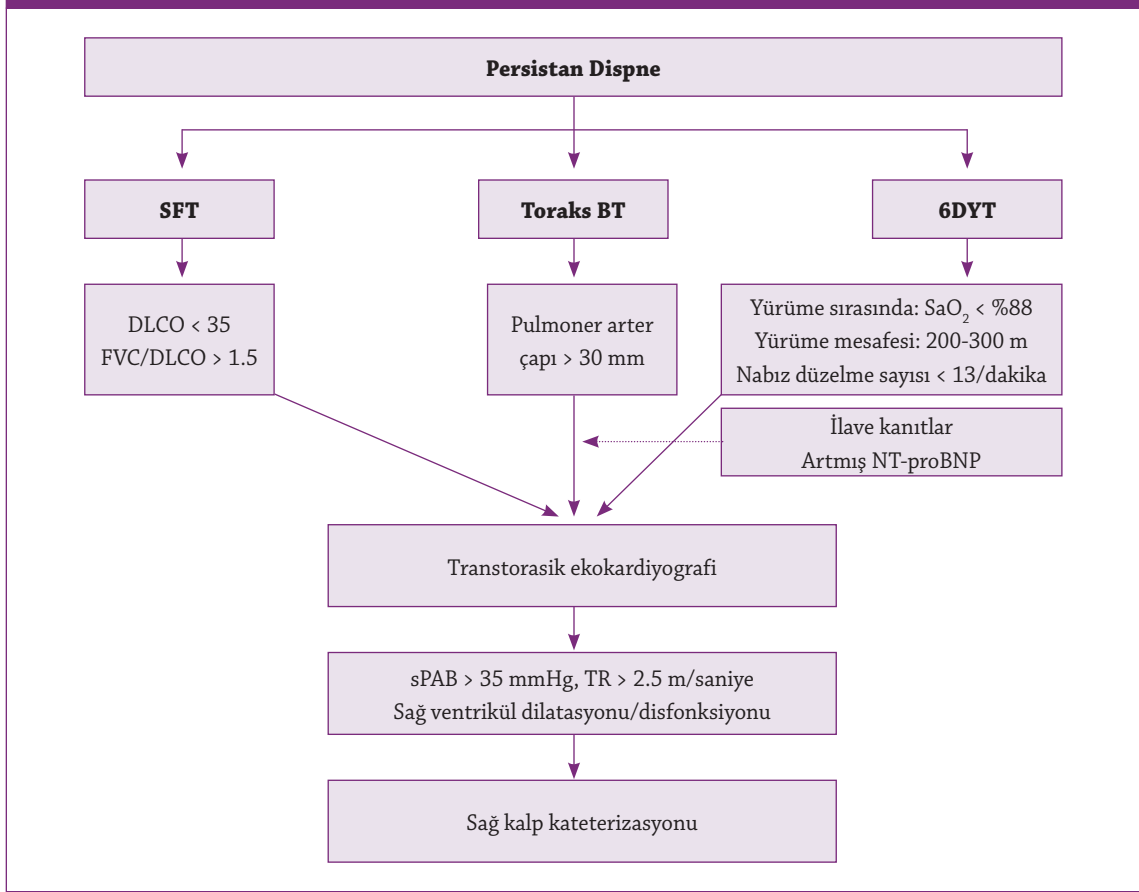 Persistan Dispne
SFT
Toraks BT
6DYT
DLCO < 35
FVC/DLCO > 1.5
Pulmoner arter
çapı > 30 mm
Yürüme sırasında: SaO₂ < %88
Yürüme mesafesi: 200-300 m
Nabız düzelme sayısı < 13/dakika
İlave kanıtlar
Artmış NT-proBNP
Transtorasik ekokardiyografi
sPAB > 35 mmHg, TR > 2.5 m/saniye
Sağ ventrikül dilatasyonu/disfonksiyonu
Sağ kalp kateterizasyonu